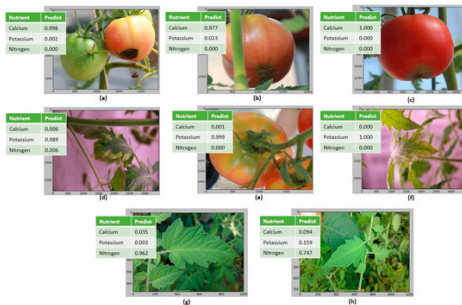 Nutrient Predict
Calcium 0.998
Potassium 0.002
Nitrogen 0.000
(a)
Nutrient Predict
Calcium 0.977
Potassium 0.023
Nitrogen 0.000
(b)
Nutrient Predict
Calcium 1.000
Potassium 0.000
Nitrogen 0.000
(c)
Nutrient Predict
Calcium 0.006
Potassium 0.989
Nitrogen 0.006
(d)
Nutrient Predict
Calcium 0.001
Potassium 0.999
Nitrogen 0.000
(e)
Nutrient Predict
Calcium 0.000
Potassium 1.000
Nitrogen 0.000
(f)
Nutrient Predict
Calcium 0.035
Potassium 0.003
Nitrogen 0.962
(g)
Nutrient Predict
Calcium 0.094
Potassium 0.159
Nitrogen 0.747
(h)